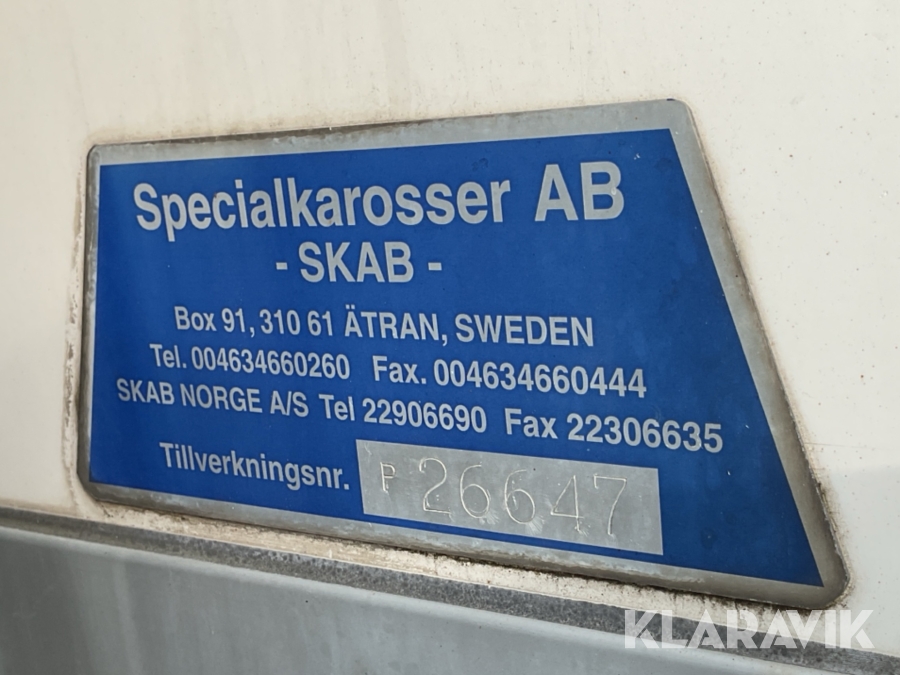 Specialkarosser AB
- SKAB -
Box 91, 310 61 ÄTRAN, SWEDEN
Tel. 004634660260 Fax. 004634660444
SKAB NORGE A/S Tel 22906690 Fax 22306635
Tillverkningsnr. P 26647
KLARAVIK